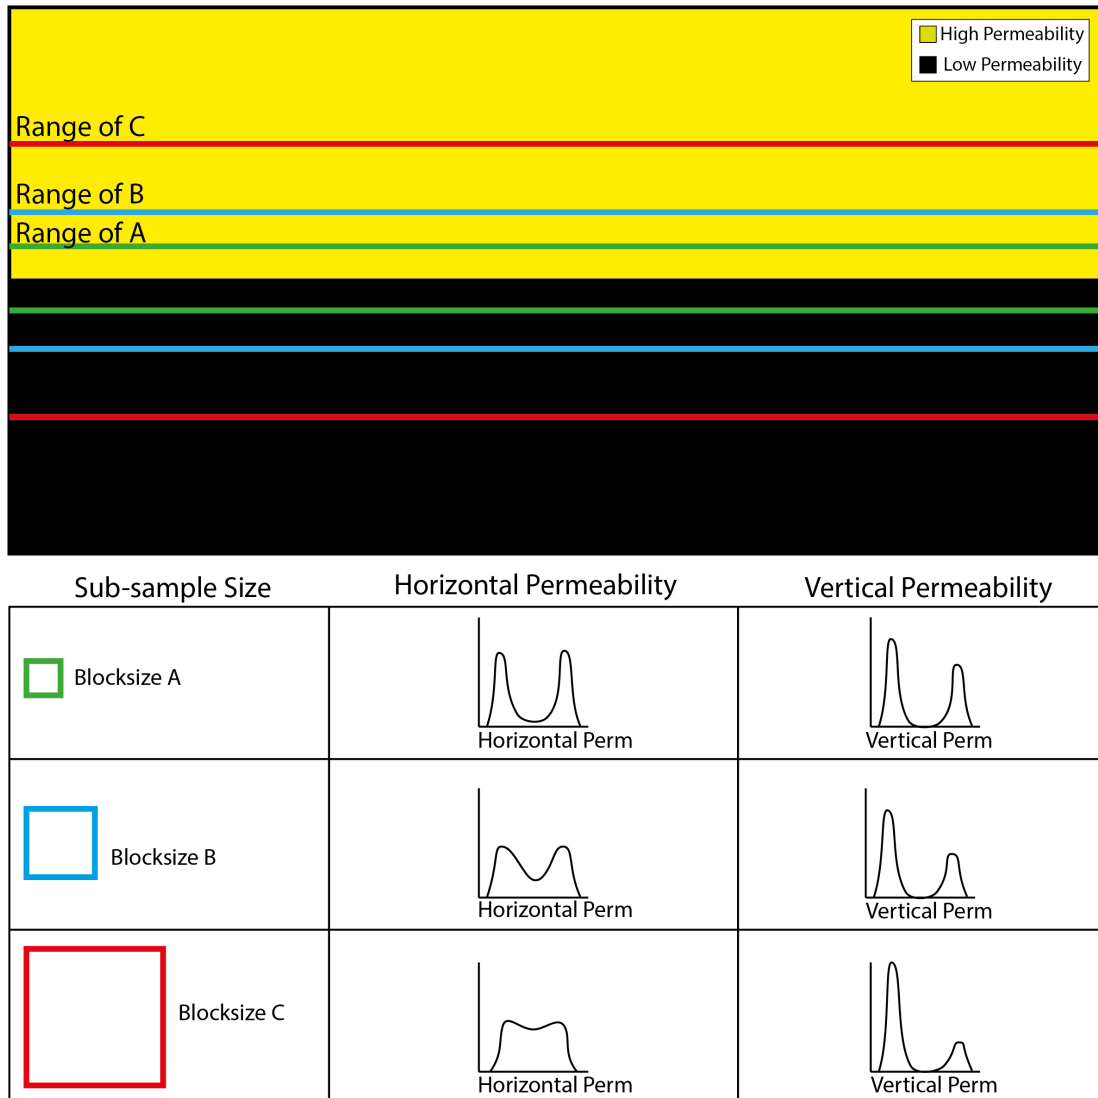 High Permeability
Low Permeability
Range of C
Range of B
Range of A
Sub-sample Size
Horizontal Permeability
Vertical Permeability
Blocksize A
Horizontal Perm
Vertical Perm
Blocksize B
Horizontal Perm
Vertical Perm
Blocksize C
Horizontal Perm
Vertical Perm